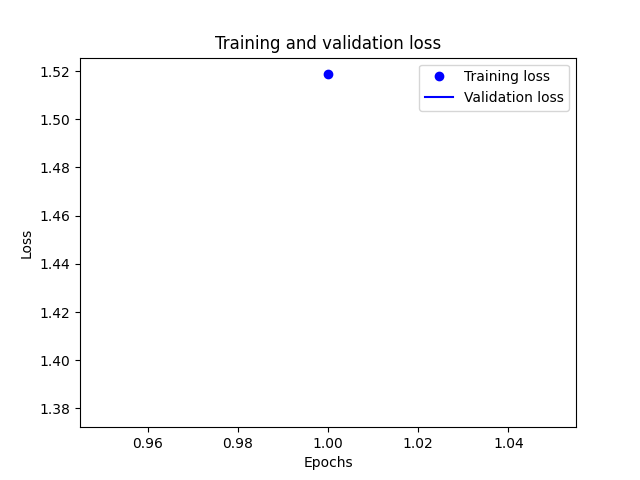 Training and validation loss
Training loss
Validation loss
1.52
1.50
1.48
1.46
1.44
1.42
1.40
1.38
Loss
0.96 0.98 1.00 1.02 1.04
Epochs